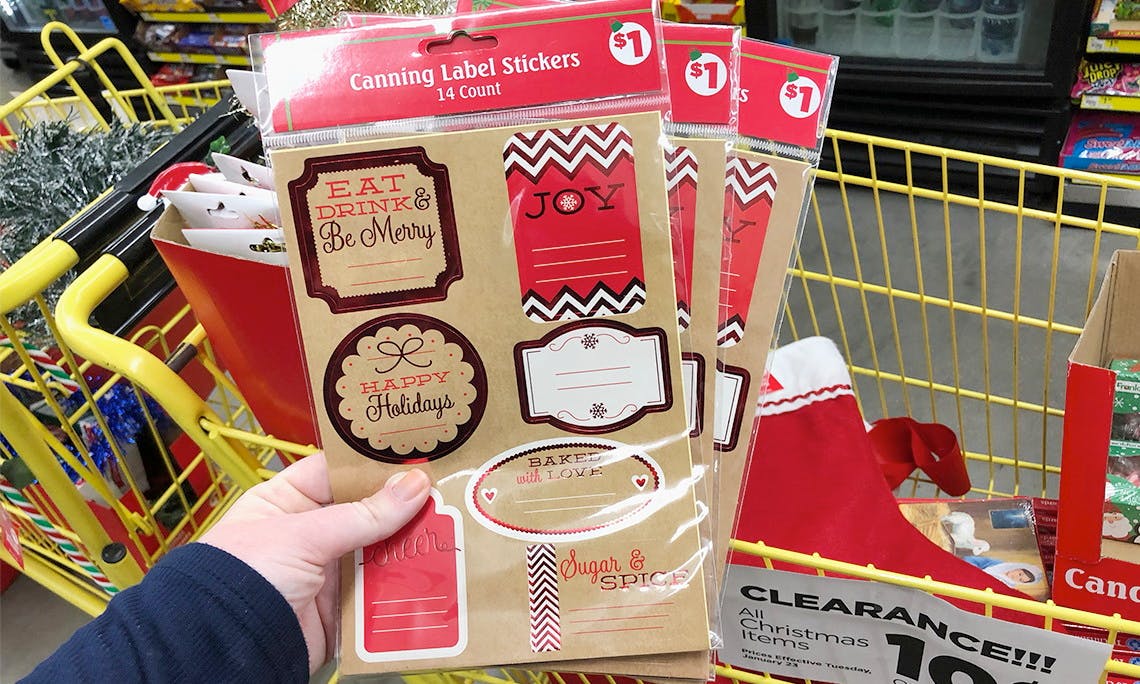 Canning Label Stickers
14 Count
$1
$1
$1
EAT
DRINK &
Be Merry
JOY
HAPPY
Holidays
BAKED
with LOVE
Cheer
Sugar &
SPICE
CLEARANCE!!!
All
Christmas
Items
Prices Effective Tuesday,
January 23